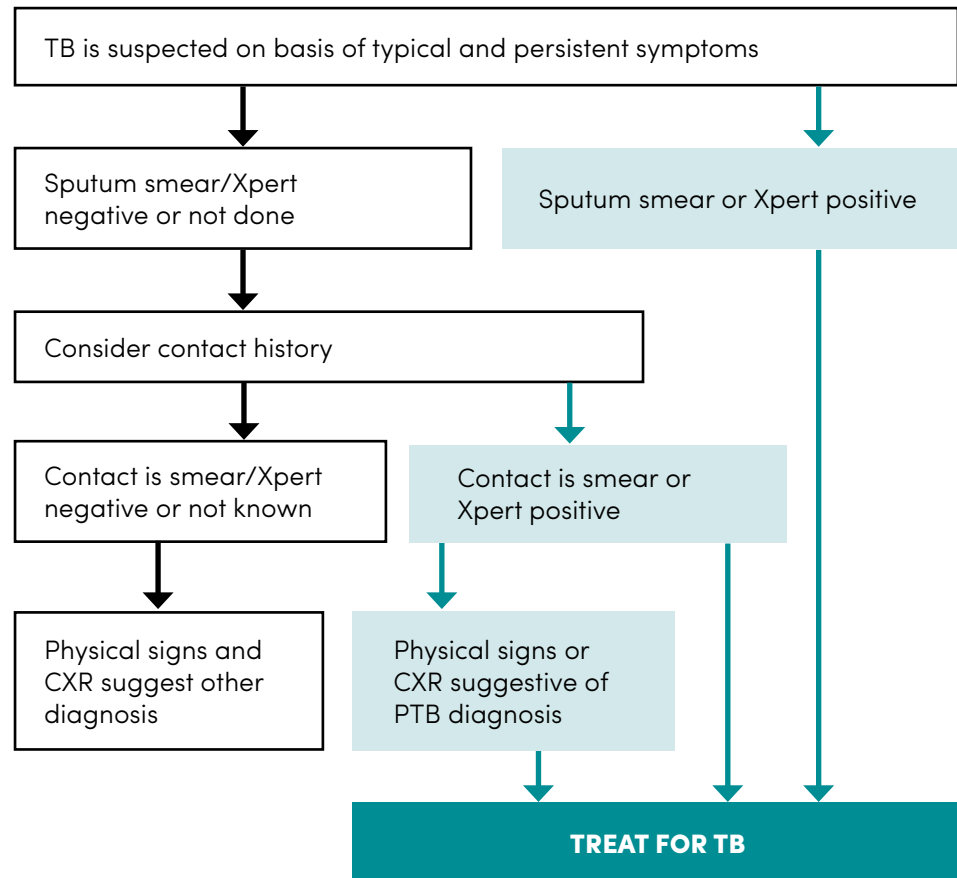 TB is suspected on basis of typical and persistent symptoms
Sputum smear/Xpert
negative or not done
Sputum smear or Xpert positive
Consider contact history
Contact is smear/Xpert
negative or not known
Contact is smear or
Xpert positive
Physical signs and
CXR suggest other
diagnosis
Physical signs or
CXR suggestive of
PTB diagnosis
TREAT FOR TB